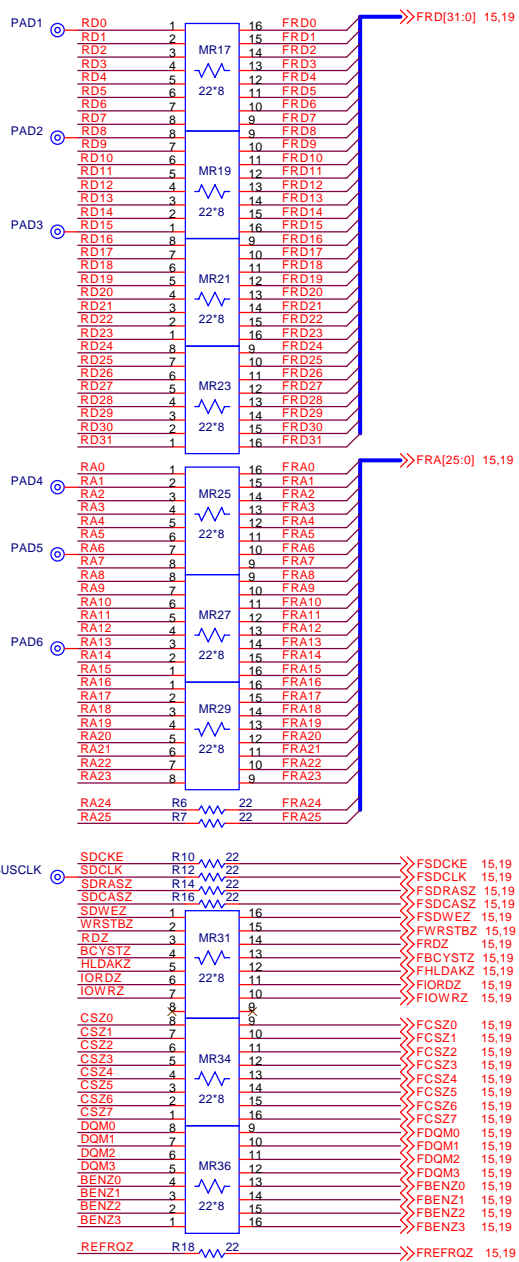 PAD1 RD0 1 16 FRD0 FRD[31:0] 15,19
RD1 2 15 FRD1
RD2 3 MR17 14 FRD2
RD3 4 13 FRD3
RD4 5 12 FRD4
RD5 6 22*8 11 FRD5
RD6 7 10 FRD6
RD7 8 9 FRD7
PAD2 RD8 8 9 FRD8
RD9 7 10 FRD9
RD10 6 11 FRD10
RD11 5 MR19 12 FRD11
RD12 4 13 FRD12
RD13 3 22*8 14 FRD13
RD14 2 15 FRD14
PAD3 RD15 1 16 FRD15
RD16 8 9 FRD16
RD17 7 10 FRD17
RD18 6 MR21 11 FRD18
RD19 5 12 FRD19
RD20 4 13 FRD20
RD21 3 22*8 14 FRD21
RD22 2 15 FRD22
RD23 1 16 FRD23
RD24 8 9 FRD24
RD25 7 MR23 10 FRD25
RD26 6 11 FRD26
RD27 5 12 FRD27
RD28 4 22*8 13 FRD28
RD29 3 14 FRD29
RD30 2 15 FRD30
RD31 1 16 FRD31
FRA[25:0] 15,19
RA0 1 16 FRA0
PAD4 RA1 2 MR25 15 FRA1
RA2 3 14 FRA2
RA3 4 13 FRA3
RA4 5 22*8 12 FRA4
RA5 6 11 FRA5
PAD5 RA6 7 10 FRA6
RA7 8 9 FRA7
RA8 8 9 FRA8
RA9 7 10 FRA9
RA10 6 MR27 11 FRA10
RA11 5 12 FRA11
RA12 4 13 FRA12
PAD6 RA13 3 22*8 14 FRA13
RA14 2 15 FRA14
RA15 1 16 FRA15
RA16 1 16 FRA16
RA17 2 15 FRA17
RA18 3 MR29 14 FRA18
RA19 4 13 FRA19
RA20 5 12 FRA20
RA21 6 22*8 11 FRA21
RA22 7 10 FRA22
RA23 8 9 FRA23
RA24 R6 22 FRA24
RA25 R7 22 FRA25
SDCKE R10 22 FSDCKE 15,19
USCLK SDCLK R12 22 FSDCLK 15,19
SDRASZ R14 22 FSDRASZ 15,19
SDCASZ R16 22 FSDCASZ 15,19
SDWEZ 1 16 FSDWEZ 15,19
WRSTBZ 2 15 FWRSTBZ 15,19
RDZ 3 MR31 14 FRDZ 15,19
BCYSTZ 4 13 FBCYSTZ 15,19
HLDAKZ 5 12 FHLDAKZ 15,19
IORDZ 6 22*8 11 FIORDZ 15,19
IOWRZ 7 10 FIOWRZ 15,19
8 9
CSZ0 8 9 FCSZ0 15,19
CSZ1 7 10 FCSZ1 15,19
CSZ2 6 MR34 11 FCSZ2 15,19
CSZ3 5 12 FCSZ3 15,19
CSZ4 4 13 FCSZ4 15,19
CSZ5 3 22*8 14 FCSZ5 15,19
CSZ6 2 15 FCSZ6 15,19
CSZ7 1 16 FCSZ7 15,19
DQM0 8 9 FDQM0 15,19
DQM1 7 10 FDQM1 15,19
DQM2 6 MR36 11 FDQM2 15,19
DQM3 5 12 FDQM3 15,19
BENZ0 4 13 FBENZ0 15,19
BENZ1 3 22*8 14 FBENZ1 15,19
BENZ2 2 15 FBENZ2 15,19
BENZ3 1 16 FBENZ3 15,19
REFRQZ R18 22 FREFRQZ 15,19